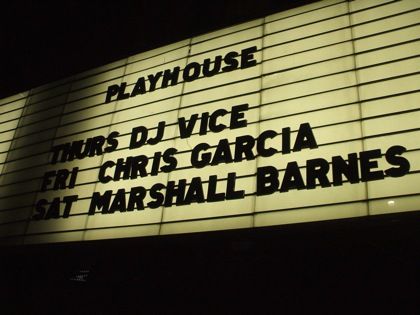 PLAYHOUSE
THURS DJ VICE
FRI CHRIS GARCIA
SAT MARSHALL BARNES